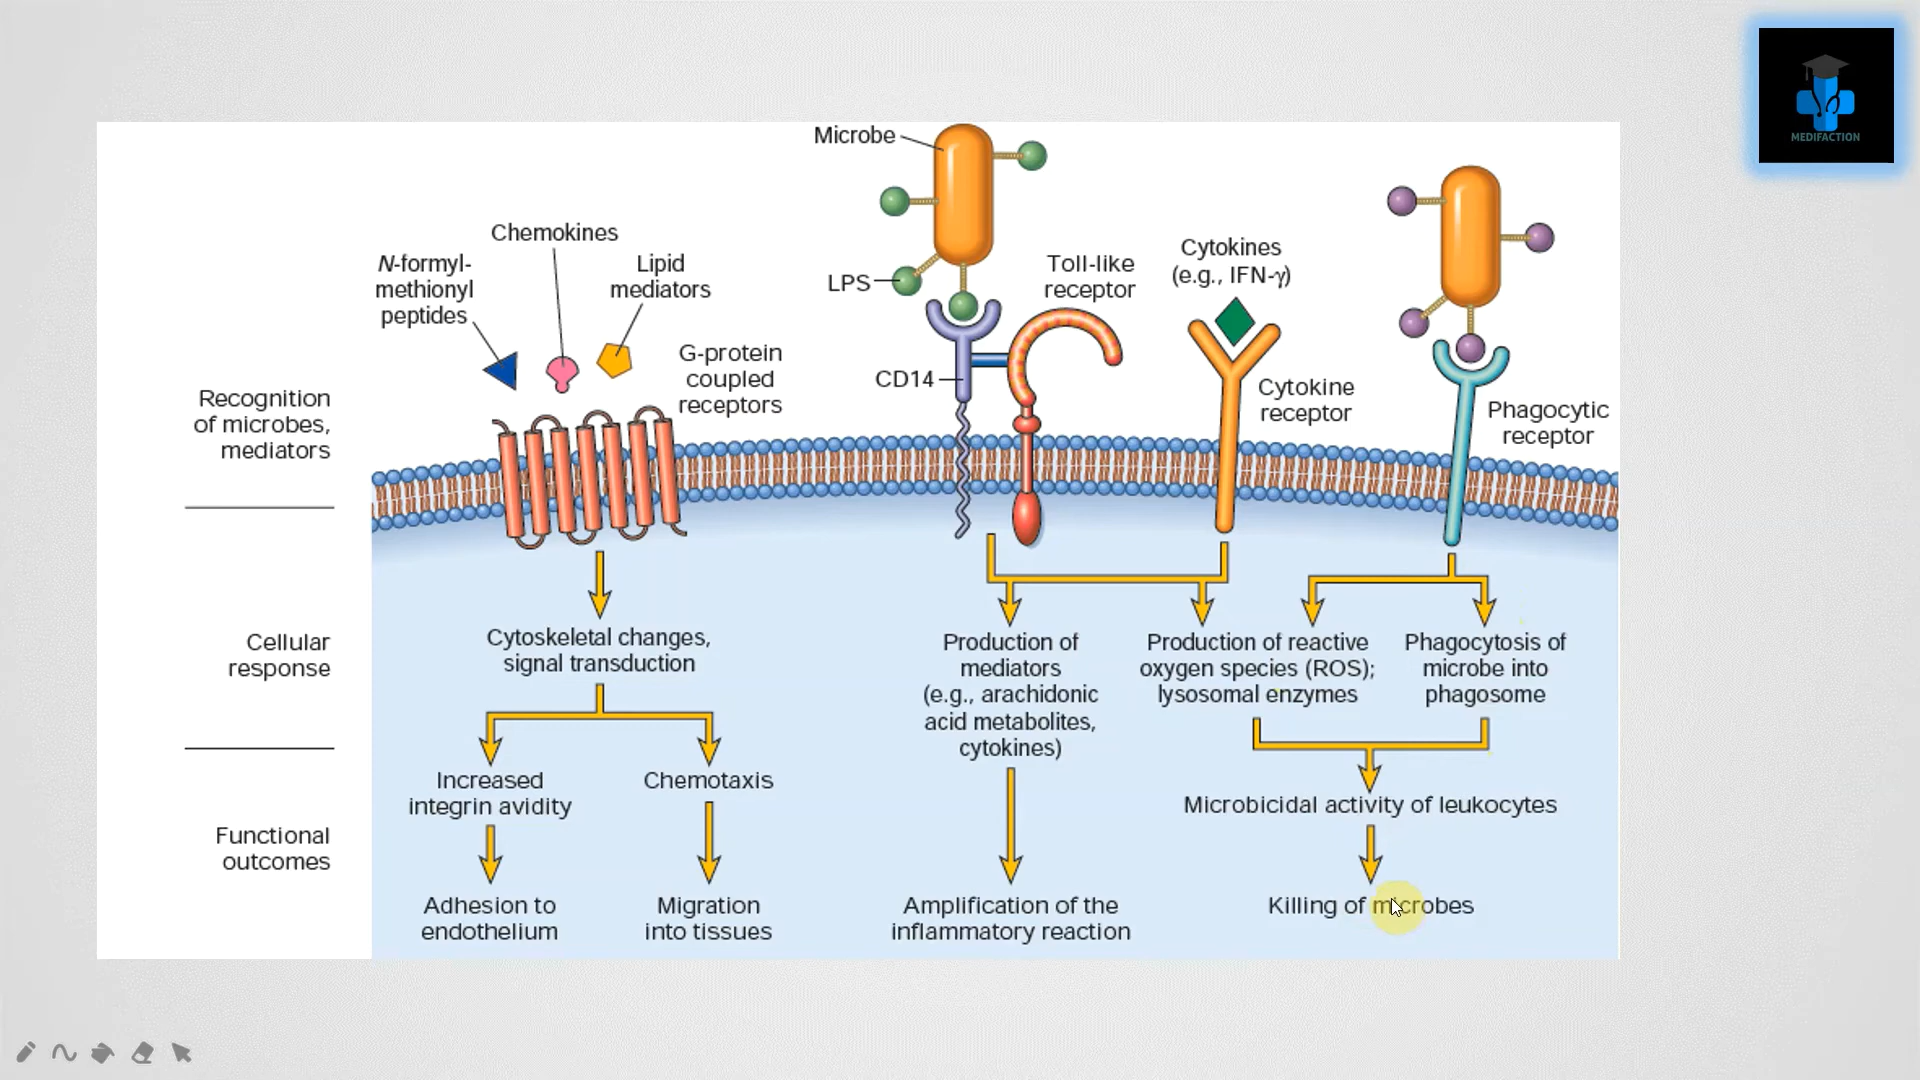 MEDIFACTION
Microbe
Chemokines
N-formyl-
methionyl
peptides
Lipid
mediators
G-protein
coupled
receptors
LPS
CD14
Toll-like
receptor
Cytokines
(e.g., IFN-γ)
Cytokine
receptor
Phagocytic
receptor
Recognition
of microbes,
mediators
Cellular
response
Cytoskeletal changes,
signal transduction
Production of
mediators
(e.g., arachidonic
acid metabolites,
cytokines)
Production of reactive
oxygen species (ROS);
lysosomal enzymes
Phagocytosis of
microbe into
phagosome
Functional
outcomes
Increased
integrin avidity
Chemotaxis
Microbicidal activity of leukocytes
Adhesion to
endothelium
Migration
into tissues
Amplification of the
inflammatory reaction
Killing of microbes